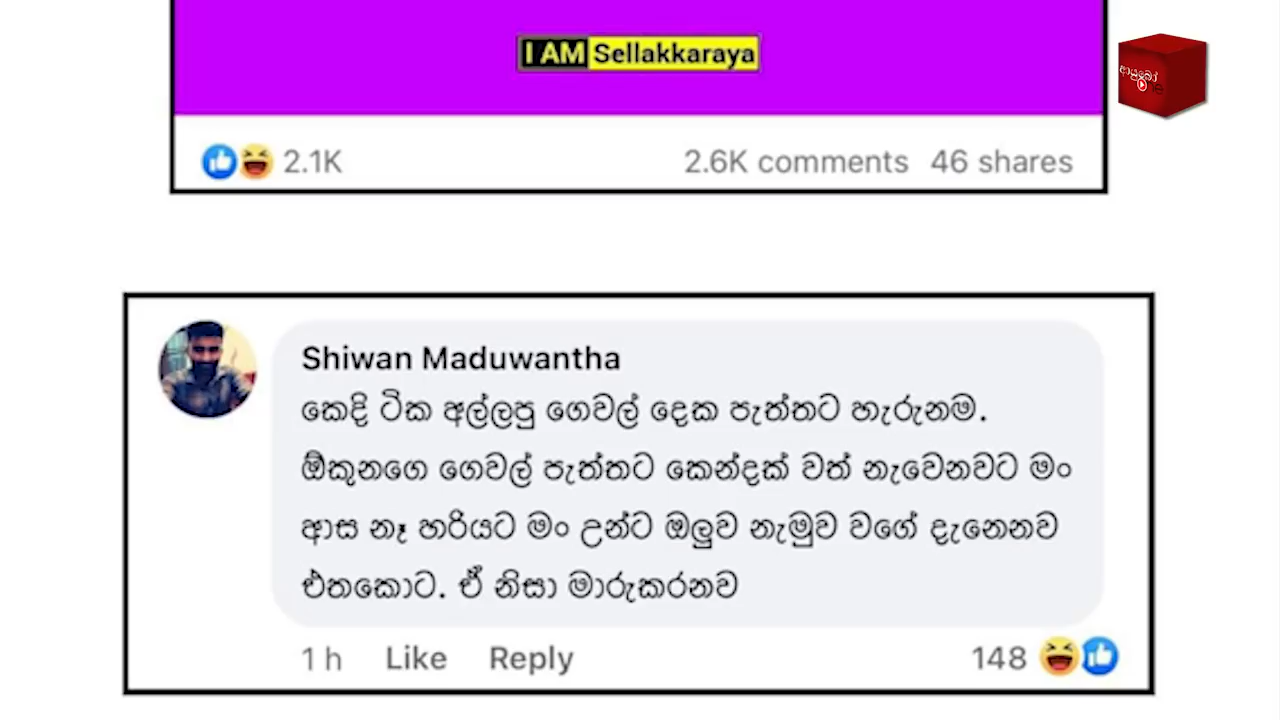 I AM Sellakkaraya
ආයුබෝ
2.1K
2.6K comments 46 shares
Shiwan Maduwantha
කෙඳි ටික අල්ලපු ගෙවල් දෙක පැත්තට හැරුනම.
ඕකුනගෙ ගෙවල් පැත්තට කෙන්දක් වත් නැවෙනවට මං
ආස නෑ හරියට මං උන්ට ඔලුව නැමුව වගේ දැනෙනව
එතකොට. ඒ නිසා මාරුකරනව
1 h Like Reply
148